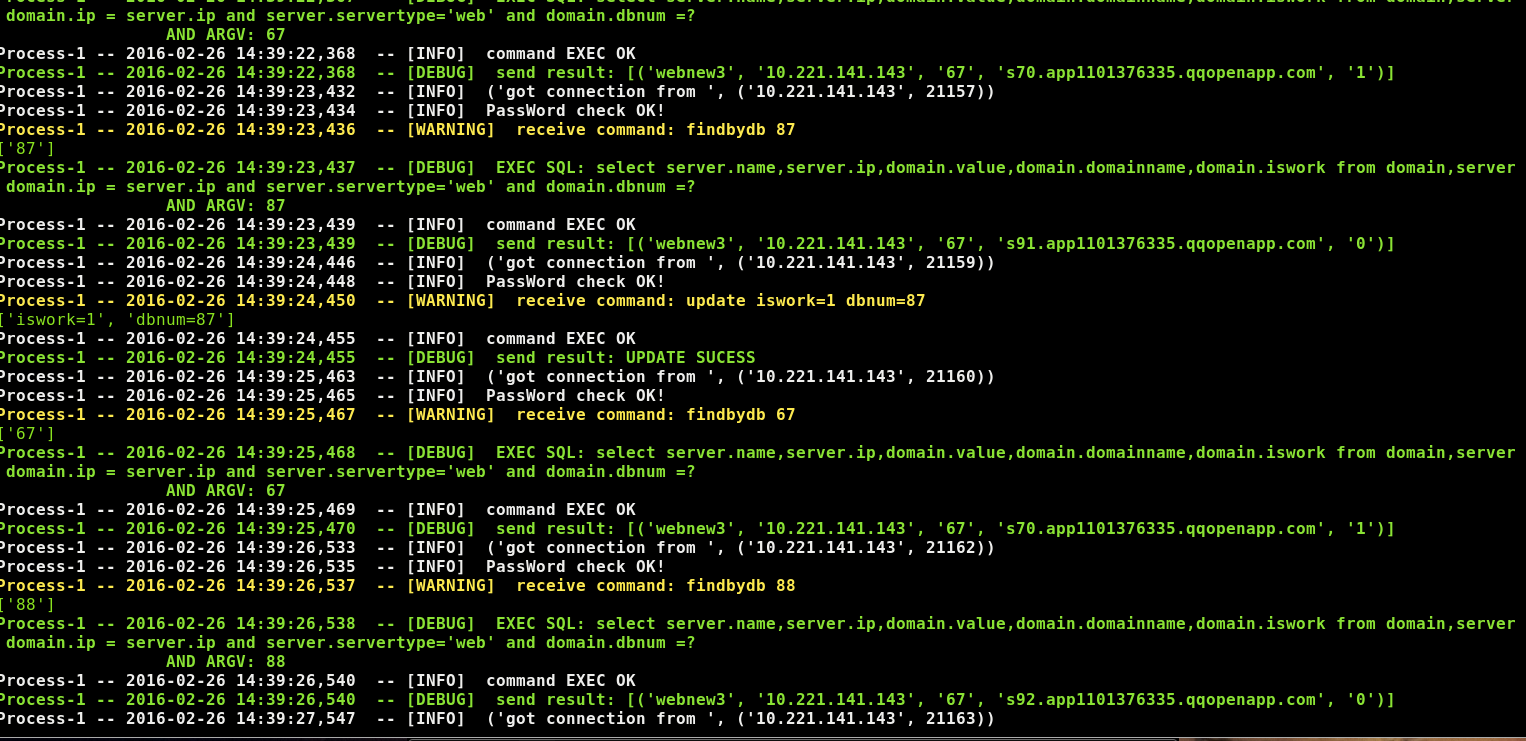 domain.ip = server.ip and server.servertype='web' and domain.dbnum =?
AND ARGV: 67
Process-1 -- 2016-02-26 14:39:22,368  -- [INFO]  command EXEC OK
Process-1 -- 2016-02-26 14:39:22,368  -- [DEBUG]  send result: [('webnew3', '10.221.141.143', '67', 's70.app1101376335.qqopenapp.com', '1')]
Process-1 -- 2016-02-26 14:39:23,432  -- [INFO]  ('got connection from ', ('10.221.141.143', 21157))
Process-1 -- 2016-02-26 14:39:23,434  -- [INFO]  PassWord check OK!
Process-1 -- 2016-02-26 14:39:23,436  -- [WARNING]  receive command: findbydb 87
['87']
Process-1 -- 2016-02-26 14:39:23,437  -- [DEBUG]  EXEC SQL: select server.name,server.ip,domain.value,domain.domainname,domain.iswork from domain,server
domain.ip = server.ip and server.servertype='web' and domain.dbnum =?
AND ARGV: 87
Process-1 -- 2016-02-26 14:39:23,439  -- [INFO]  command EXEC OK
Process-1 -- 2016-02-26 14:39:23,439  -- [DEBUG]  send result: [('webnew3', '10.221.141.143', '67', 's91.app1101376335.qqopenapp.com', '0')]
Process-1 -- 2016-02-26 14:39:24,446  -- [INFO]  ('got connection from ', ('10.221.141.143', 21159))
Process-1 -- 2016-02-26 14:39:24,448  -- [INFO]  PassWord check OK!
Process-1 -- 2016-02-26 14:39:24,450  -- [WARNING]  receive command: update iswork=1 dbnum=87
['iswork=1', 'dbnum=87']
Process-1 -- 2016-02-26 14:39:24,455  -- [INFO]  command EXEC OK
Process-1 -- 2016-02-26 14:39:24,455  -- [DEBUG]  send result: UPDATE SUCESS
Process-1 -- 2016-02-26 14:39:25,463  -- [INFO]  ('got connection from ', ('10.221.141.143', 21160))
Process-1 -- 2016-02-26 14:39:25,465  -- [INFO]  PassWord check OK!
Process-1 -- 2016-02-26 14:39:25,467  -- [WARNING]  receive command: findbydb 67
['67']
Process-1 -- 2016-02-26 14:39:25,468  -- [DEBUG]  EXEC SQL: select server.name,server.ip,domain.value,domain.domainname,domain.iswork from domain,server
domain.ip = server.ip and server.servertype='web' and domain.dbnum =?
AND ARGV: 67
Process-1 -- 2016-02-26 14:39:25,469  -- [INFO]  command EXEC OK
Process-1 -- 2016-02-26 14:39:25,470  -- [DEBUG]  send result: [('webnew3', '10.221.141.143', '67', 's70.app1101376335.qqopenapp.com', '1')]
Process-1 -- 2016-02-26 14:39:26,533  -- [INFO]  ('got connection from ', ('10.221.141.143', 21162))
Process-1 -- 2016-02-26 14:39:26,535  -- [INFO]  PassWord check OK!
Process-1 -- 2016-02-26 14:39:26,537  -- [WARNING]  receive command: findbydb 88
['88']
Process-1 -- 2016-02-26 14:39:26,538  -- [DEBUG]  EXEC SQL: select server.name,server.ip,domain.value,domain.domainname,domain.iswork from domain,server
domain.ip = server.ip and server.servertype='web' and domain.dbnum =?
AND ARGV: 88
Process-1 -- 2016-02-26 14:39:26,540  -- [INFO]  command EXEC OK
Process-1 -- 2016-02-26 14:39:26,540  -- [DEBUG]  send result: [('webnew3', '10.221.141.143', '67', 's92.app1101376335.qqopenapp.com', '0')]
Process-1 -- 2016-02-26 14:39:27,547  -- [INFO]  ('got connection from ', ('10.221.141.143', 21163))